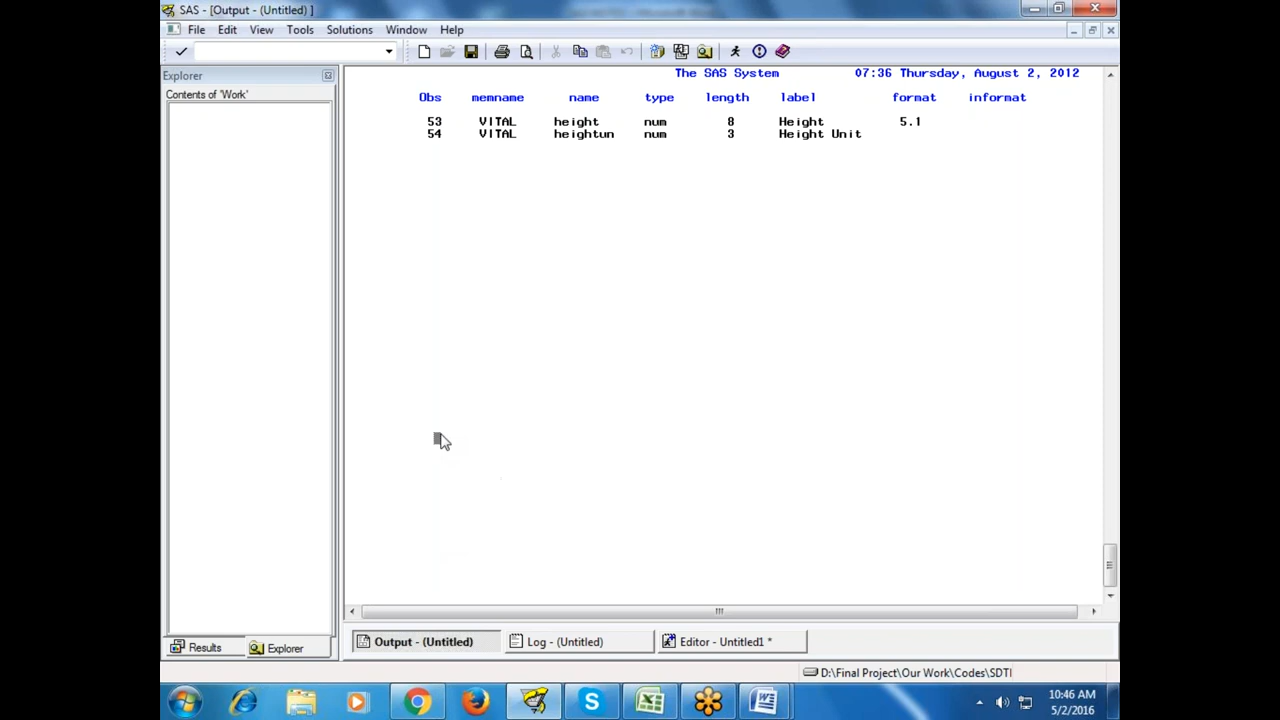 SAS - [Output - (Untitled) ]
File Edit View Tools Solutions Window Help
Explorer
Contents of 'Work'
The SAS System 07:36 Thursday, August 2, 2012
Obs memname name type length label format informat
53 VITAL height num 8 Height 5.1
54 VITAL heightun num 3 Height Unit
Results Explorer
Output - (Untitled) Log - (Untitled) Editor - Untitled1 *
D:\Final Project\Our Work\Codes\SDTI
10:46 AM
5/2/2016